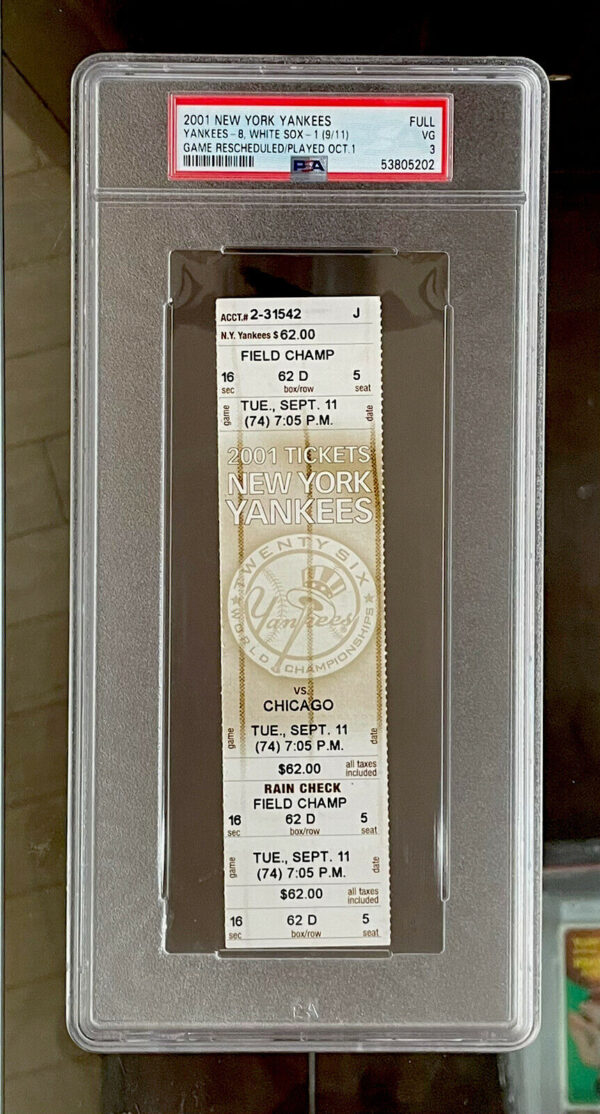 2001 NEW YORK YANKEES FULL
YANKEES-8, WHITE SOX-1 (9/11) VG
GAME RESCHEDULED/PLAYED OCT.1 3
PSA 53805202
ACCT.# 2-31542 J
N.Y. Yankees $ 62.00
FIELD CHAMP
16 62 D 5
sec box/row seat
game TUE., SEPT. 11 date
(74) 7:05 P.M.
2001 TICKETS
NEW YORK
YANKEES
TWENTY SIX
Yankees
WORLD CHAMPIONSHIPS
VS.
CHICAGO
game TUE., SEPT. 11 date
(74) 7:05 P.M.
$62.00 all taxes
included
RAIN CHECK
FIELD CHAMP
16 62 D 5
sec box/row seat
game TUE., SEPT. 11 date
(74) 7:05 P.M.
$62.00 all taxes
included
16 62 D 5
sec box/row seat